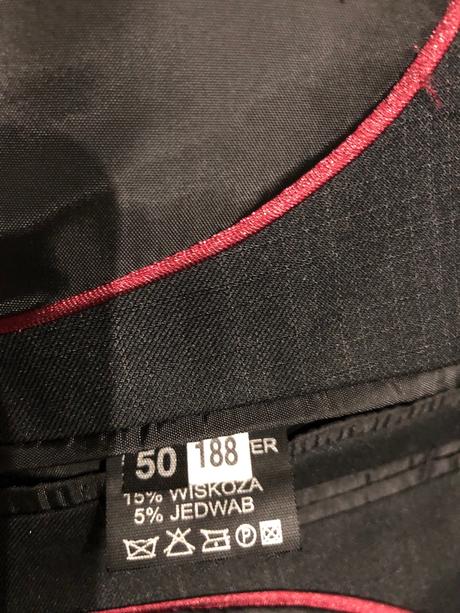 50 188 ER
15% WISKOZA
5% JEDWAB
P